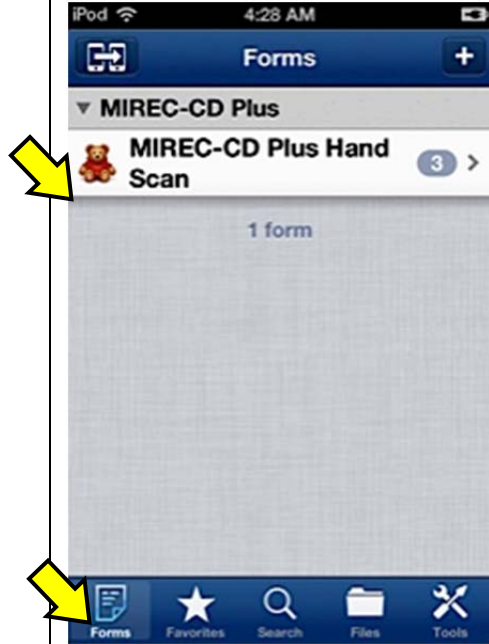 iPod 4:28 AM
Forms
+
MIREC-CD Plus
MIREC-CD Plus Hand
Scan
3
1 form
Forms Favorites Search Files Tools